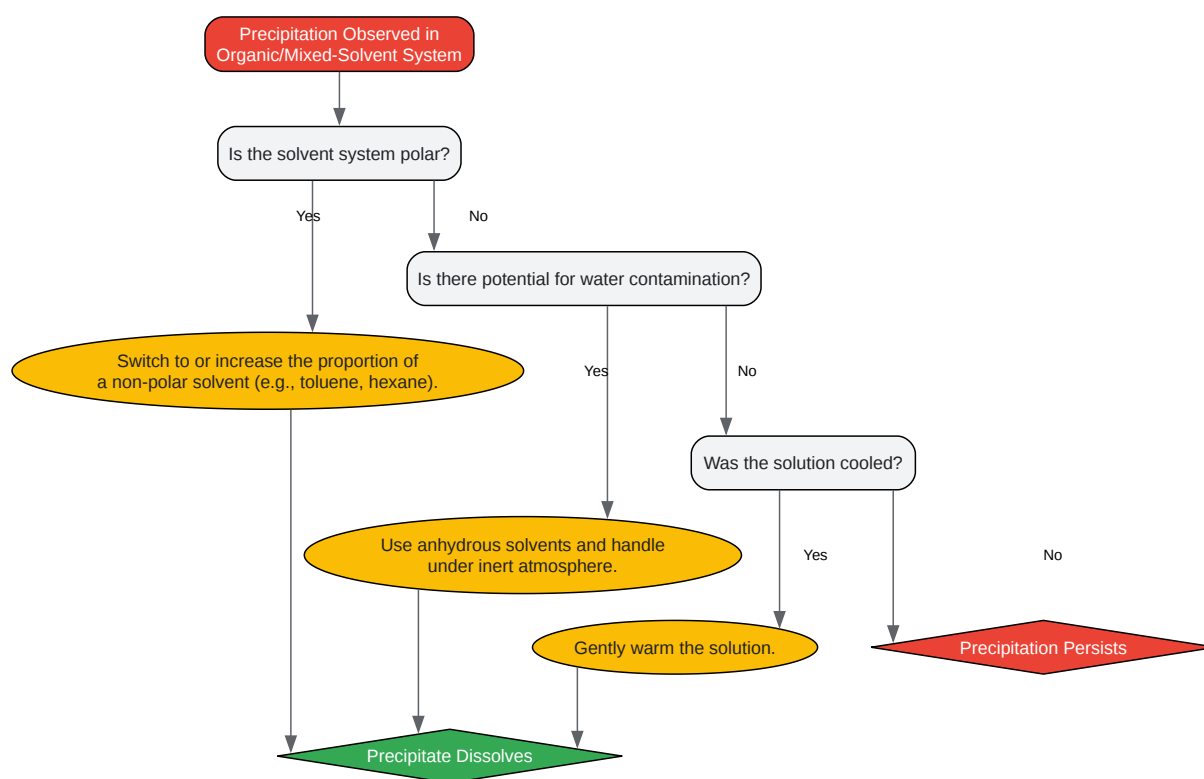 Precipitation Observed in
Organic/Mixed-Solvent System
Is the solvent system polar?
Yes
No
Is there potential for water contamination?
Switch to or increase the proportion of
a non-polar solvent (e.g., toluene, hexane).
Yes
No
Was the solution cooled?
Use anhydrous solvents and handle
under inert atmosphere.
Yes
No
Gently warm the solution.
Precipitation Persists
Precipitate Dissolves